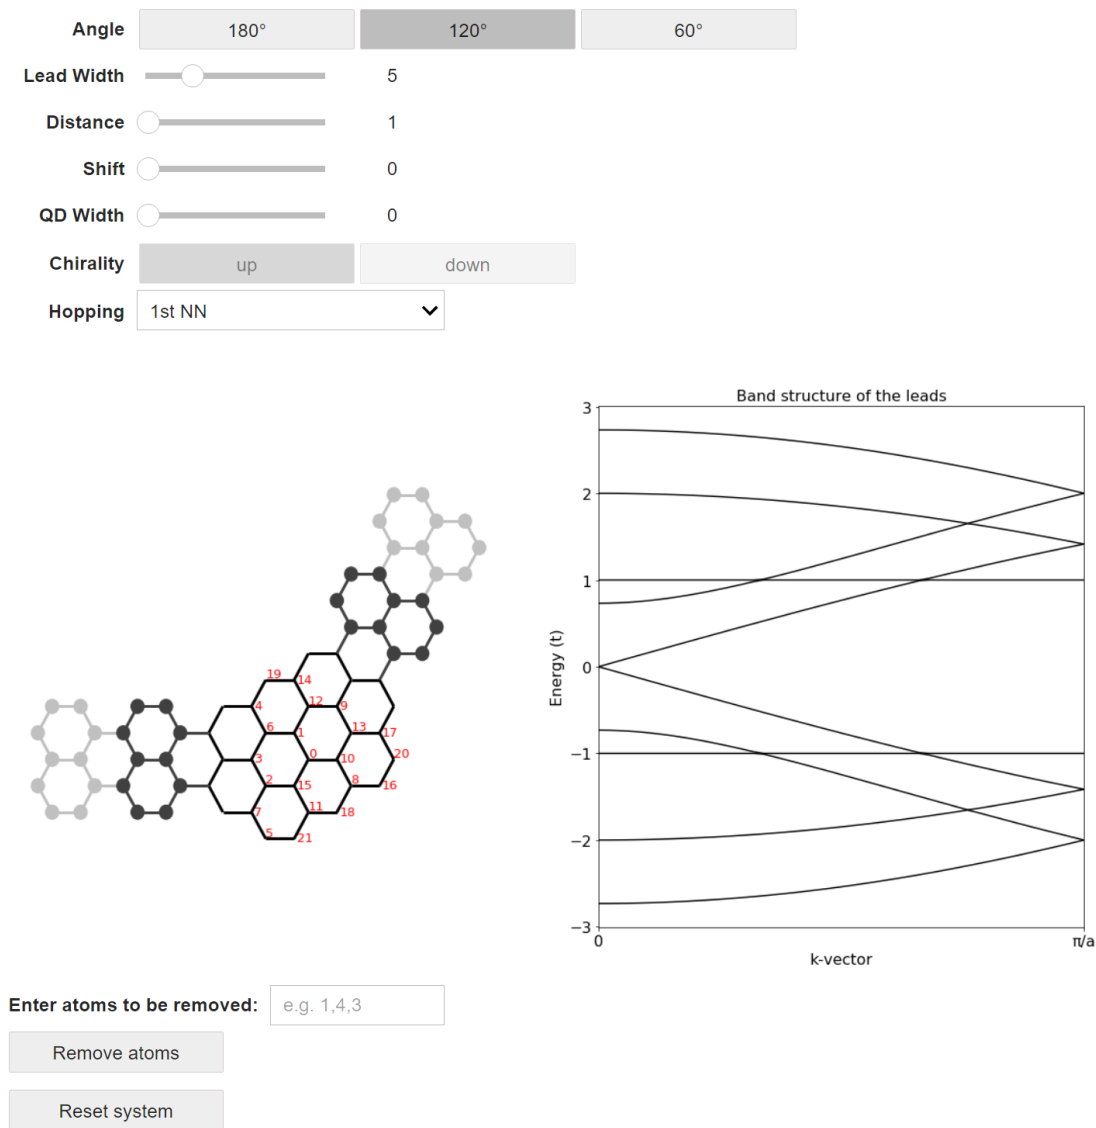 Angle 180° 120° 60°
Lead Width 5
Distance 1
Shift 0
QD Width 0
Chirality up down
Hopping 1st NN
Band structure of the leads
3
2
1
0
−1
−2
−3
Energy (t)
0 π/a
k-vector
19 14
4 12 9
6 1 13 17
3 0 10 20
2 15 8 16
7 11 18
5 21
Enter atoms to be removed: e.g. 1,4,3
Remove atoms
Reset system